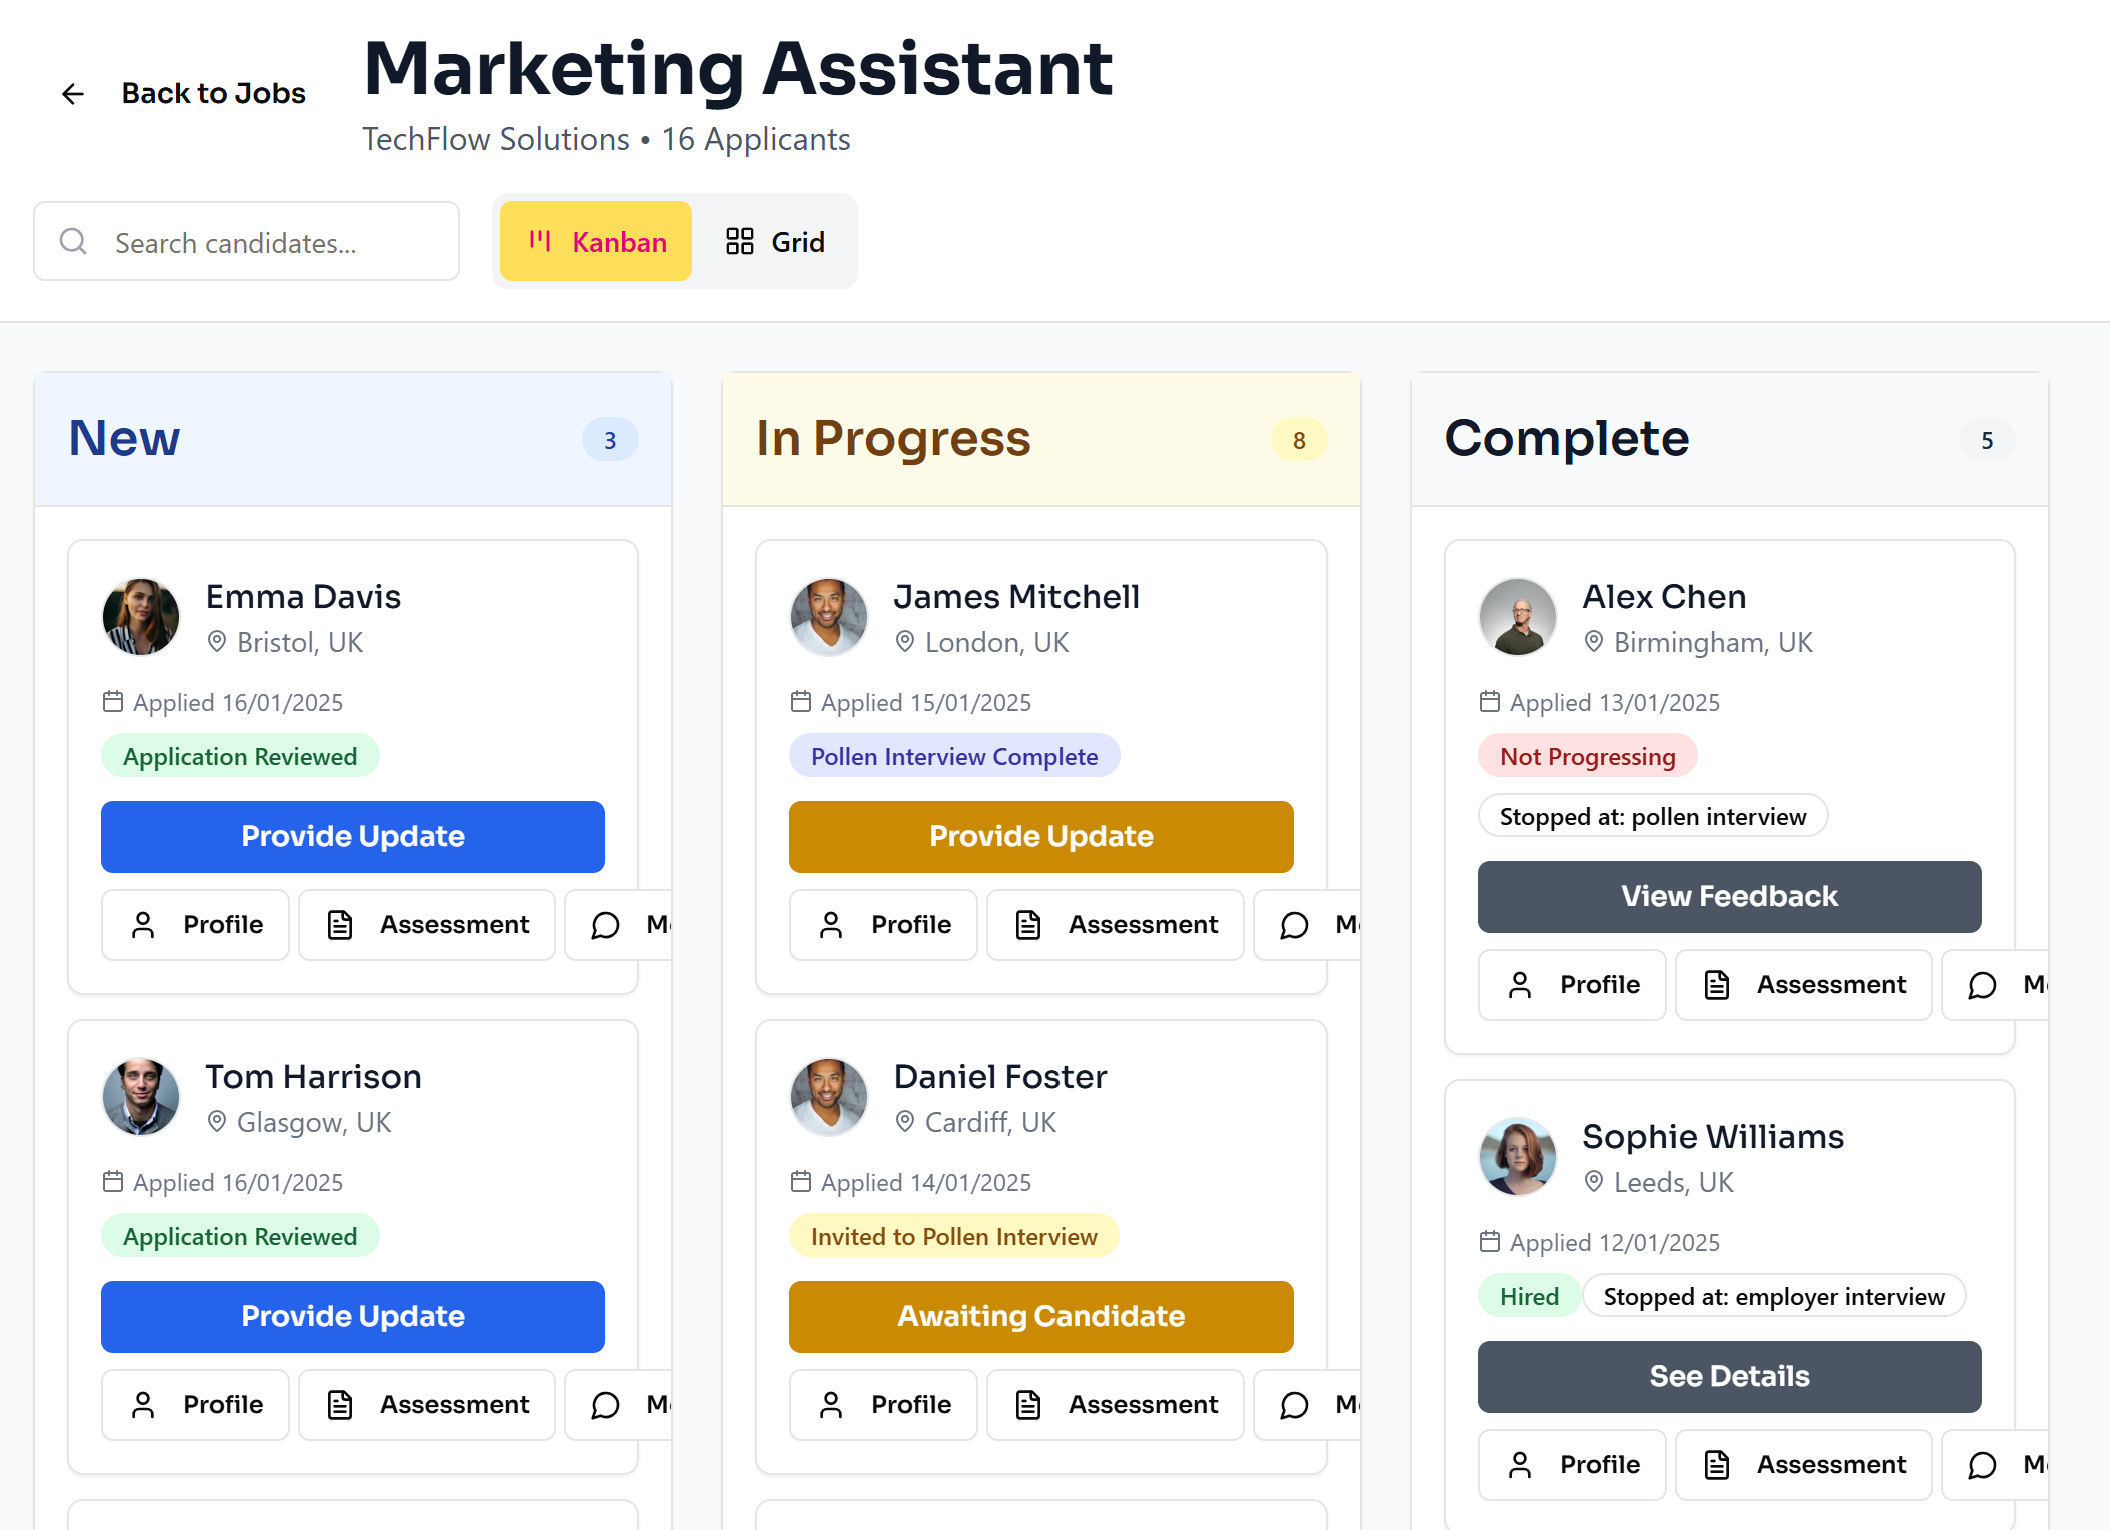 Back to Jobs
Marketing Assistant
TechFlow Solutions • 16 Applicants
Search candidates...
Kanban
Grid
New
3
Emma Davis
Bristol, UK
Applied 16/01/2025
Application Reviewed
Provide Update
Profile
Assessment
Tom Harrison
Glasgow, UK
Applied 16/01/2025
Application Reviewed
Provide Update
Profile
Assessment
In Progress
8
James Mitchell
London, UK
Applied 15/01/2025
Pollen Interview Complete
Provide Update
Profile
Assessment
Daniel Foster
Cardiff, UK
Applied 14/01/2025
Invited to Pollen Interview
Awaiting Candidate
Profile
Assessment
Complete
5
Alex Chen
Birmingham, UK
Applied 13/01/2025
Not Progressing
Stopped at: pollen interview
View Feedback
Profile
Assessment
Sophie Williams
Leeds, UK
Applied 12/01/2025
Hired
Stopped at: employer interview
See Details
Profile
Assessment